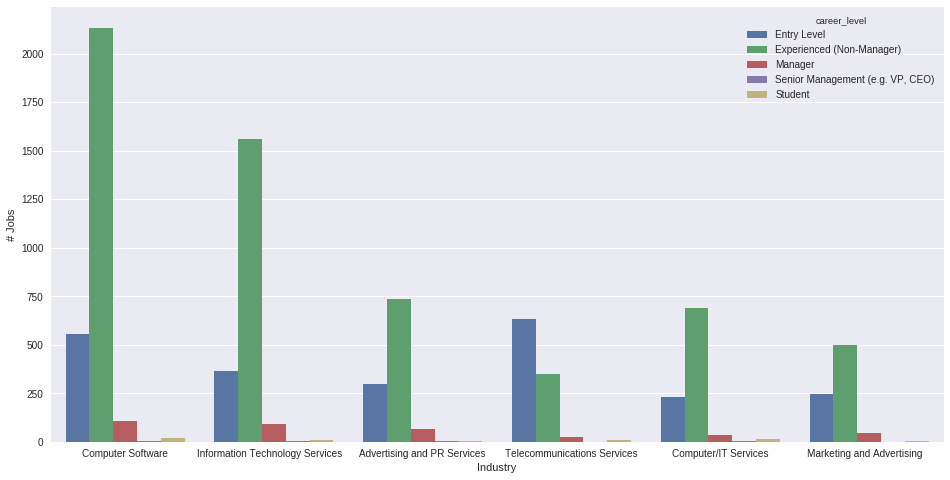 career_level
Entry Level
Experienced (Non-Manager)
Manager
Senior Management (e.g. VP, CEO)
Student
# Jobs
2000
1750
1500
1250
1000
750
500
250
0
Computer Software Information Technology Services Advertising and PR Services Telecommunications Services Computer/IT Services Marketing and Advertising
Industry